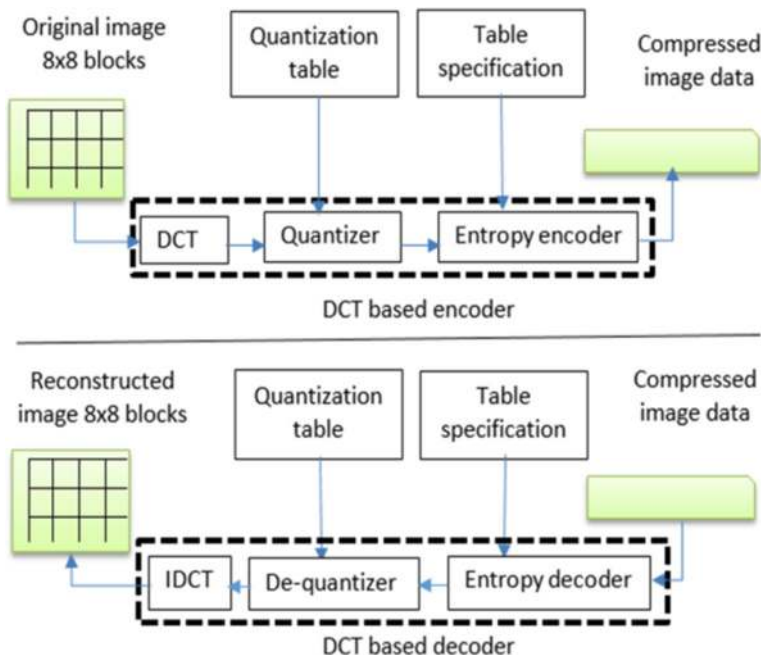 Original image
8x8 blocks
Quantization
table
Table
specification
Compressed
image data
DCT
Quantizer
Entropy encoder
DCT based encoder
Reconstructed
image 8x8 blocks
Quantization
table
Table
specification
Compressed
image data
IDCT
De-quantizer
Entropy decoder
DCT based decoder